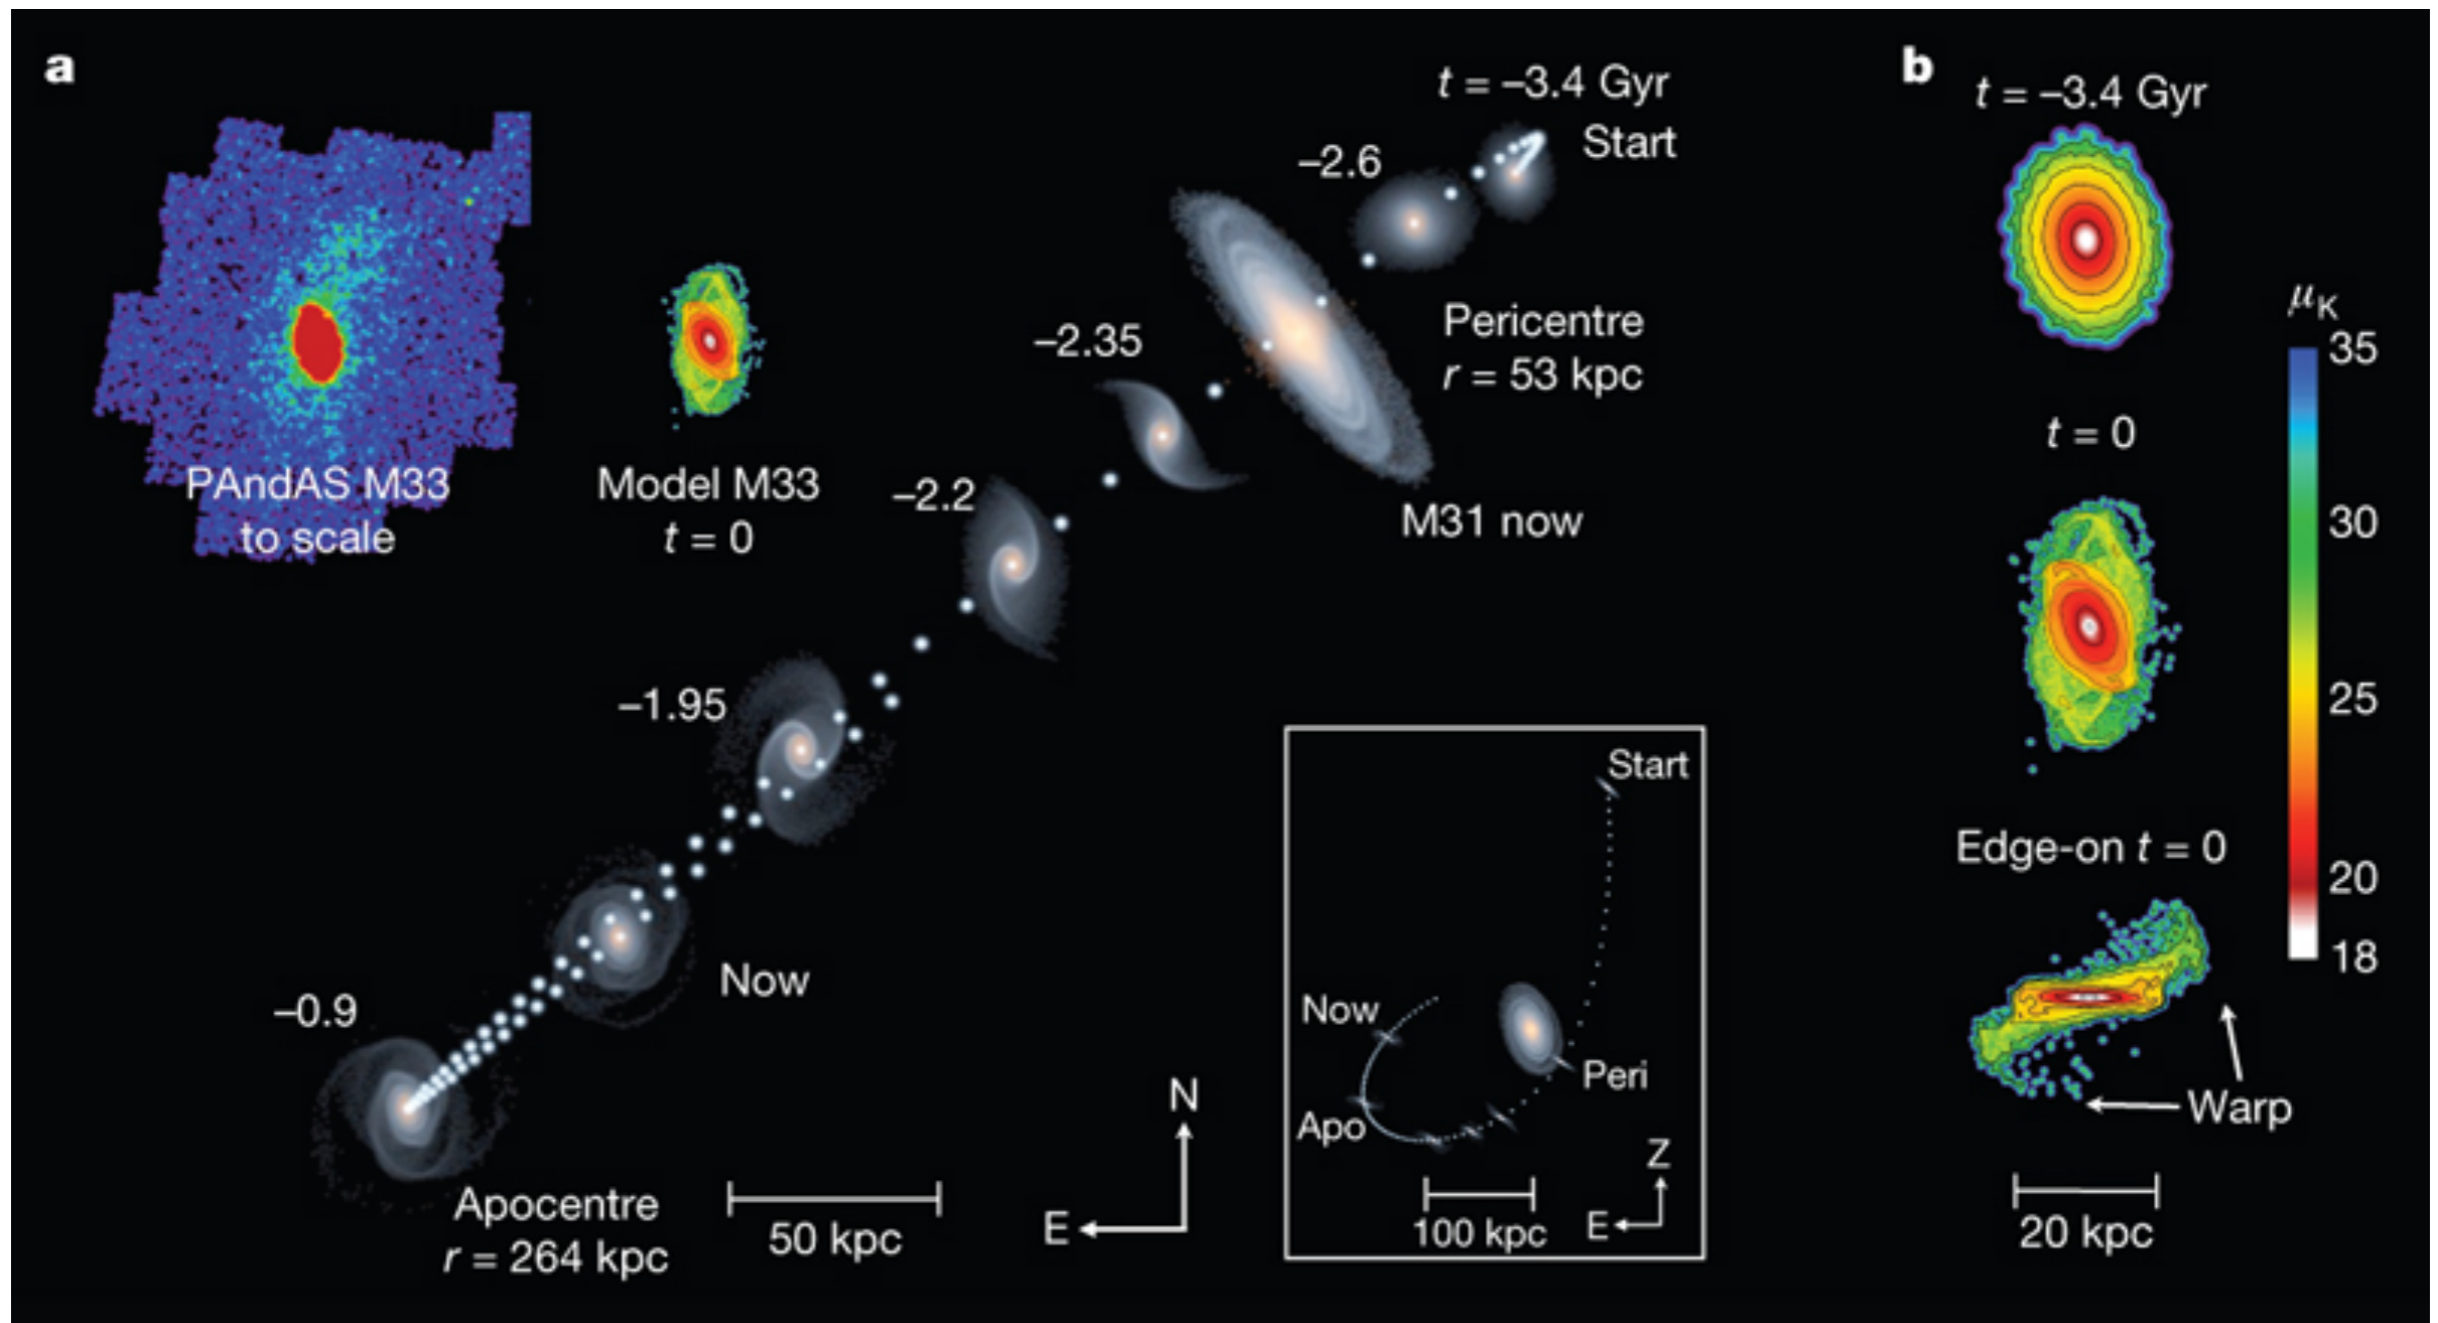 a
t = –3.4 Gyr
Start
–2.6
Pericentre
r = 53 kpc
–2.35
M31 now
PAndAS M33
to scale
Model M33
t = 0
–2.2
–1.95
Now
–0.9
Apocentre
r = 264 kpc
50 kpc
N
E
Start
Now
Peri
Apo
Z
E
100 kpc
b
t = –3.4 Gyr
t = 0
Edge-on t = 0
Warp
20 kpc
μK
35
30
25
20
18